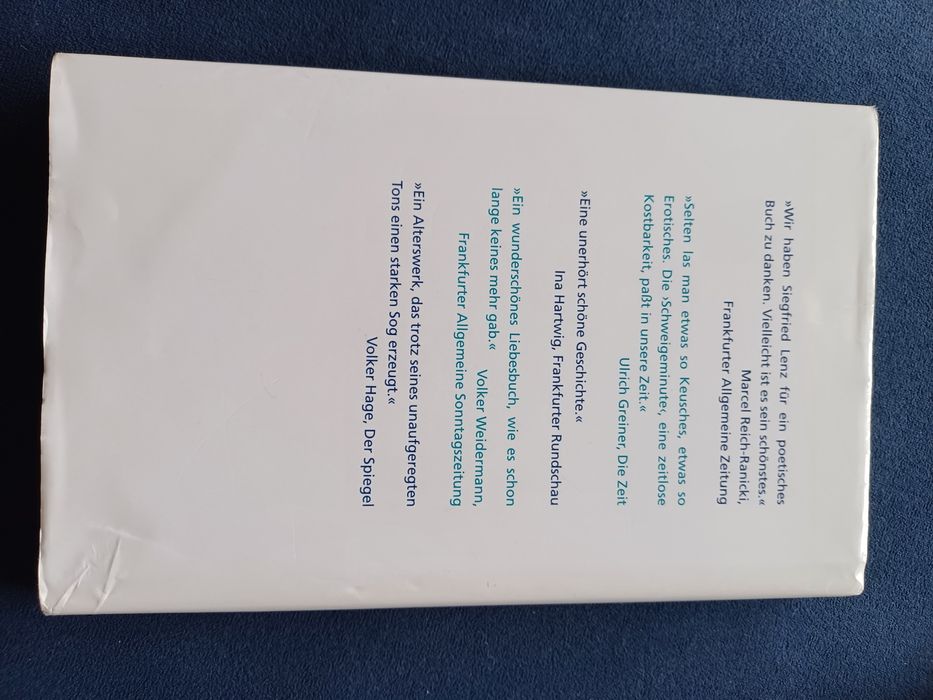 »Wir haben Siegfried Lenz für ein poetisches
Buch zu danken. Vielleicht ist es sein schönstes.«
Marcel Reich-Ranicki,
Frankfurter Allgemeine Zeitung
»Selten las man etwas so Keusches, etwas so
Erotisches. Die ›Schweigeminute‹, eine zeitlose
Kostbarkeit, paßt in unsere Zeit.«
Ulrich Greiner, Die Zeit
»Eine unerhört schöne Geschichte.«
Ina Hartwig, Frankfurter Rundschau
»Ein wunderschönes Liebesbuch, wie es schon
lange keines mehr gab.« Volker Weidermann,
Frankfurter Allgemeine Sonntagszeitung
»Ein Alterswerk, das trotz seines unaufgeregten
Tons einen starken Sog erzeugt.«
Volker Hage, Der Spiegel